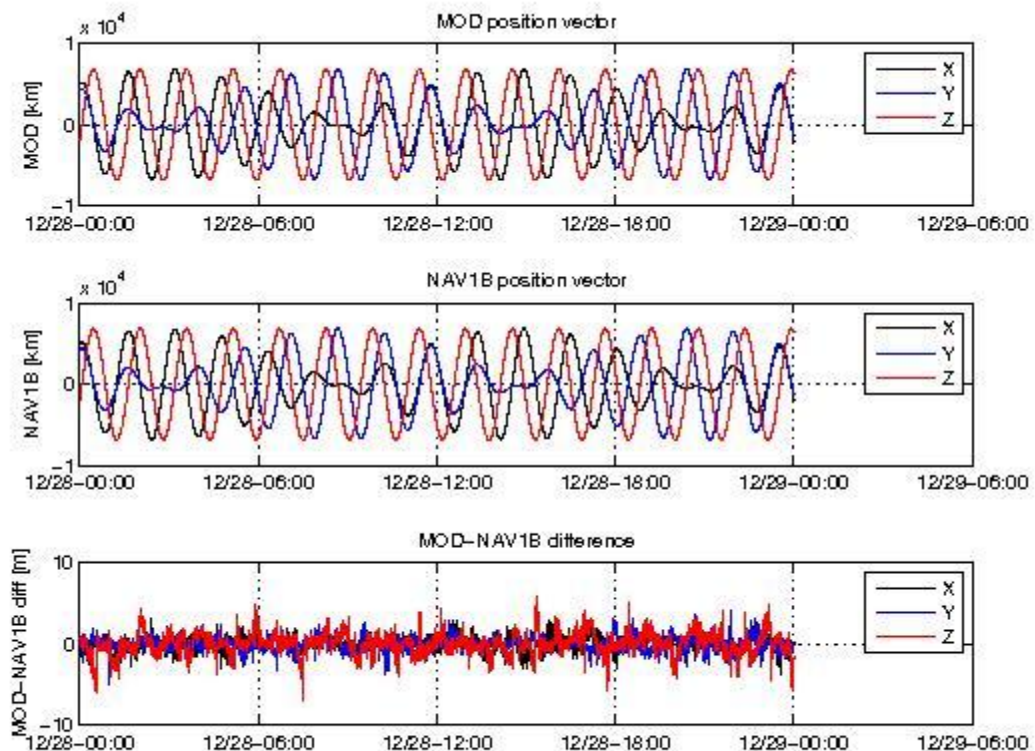 MOD position vector
x 10^4
1
0
−1
MOD [km]
X
Y
Z
12/28−00:00 12/28−06:00 12/28−12:00 12/28−18:00 12/29−00:00 12/29−06:00
NAV1B position vector
x 10^4
1
0
−1
NAV1B [km]
X
Y
Z
12/28−00:00 12/28−06:00 12/28−12:00 12/28−18:00 12/29−00:00 12/29−06:00
MOD−NAV1B difference
10
0
−10
MOD−NAV1B diff [m]
X
Y
Z
12/28−00:00 12/28−06:00 12/28−12:00 12/28−18:00 12/29−00:00 12/29−06:00